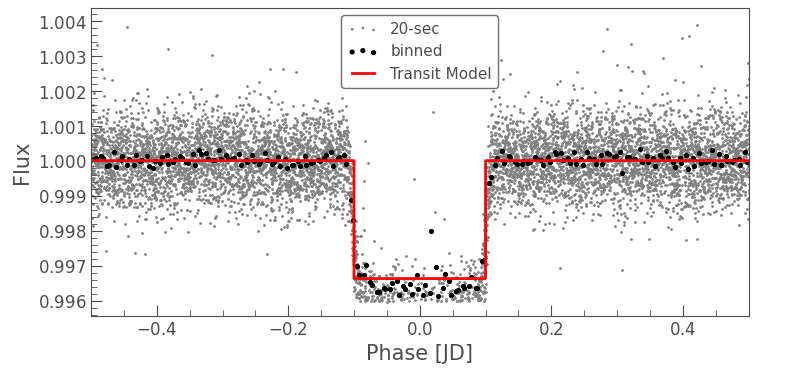 20-sec
binned
Transit Model
1.004
1.003
1.002
1.001
1.000
0.999
0.998
0.997
0.996
Flux
−0.4 −0.2 0.0 0.2 0.4
Phase [JD]